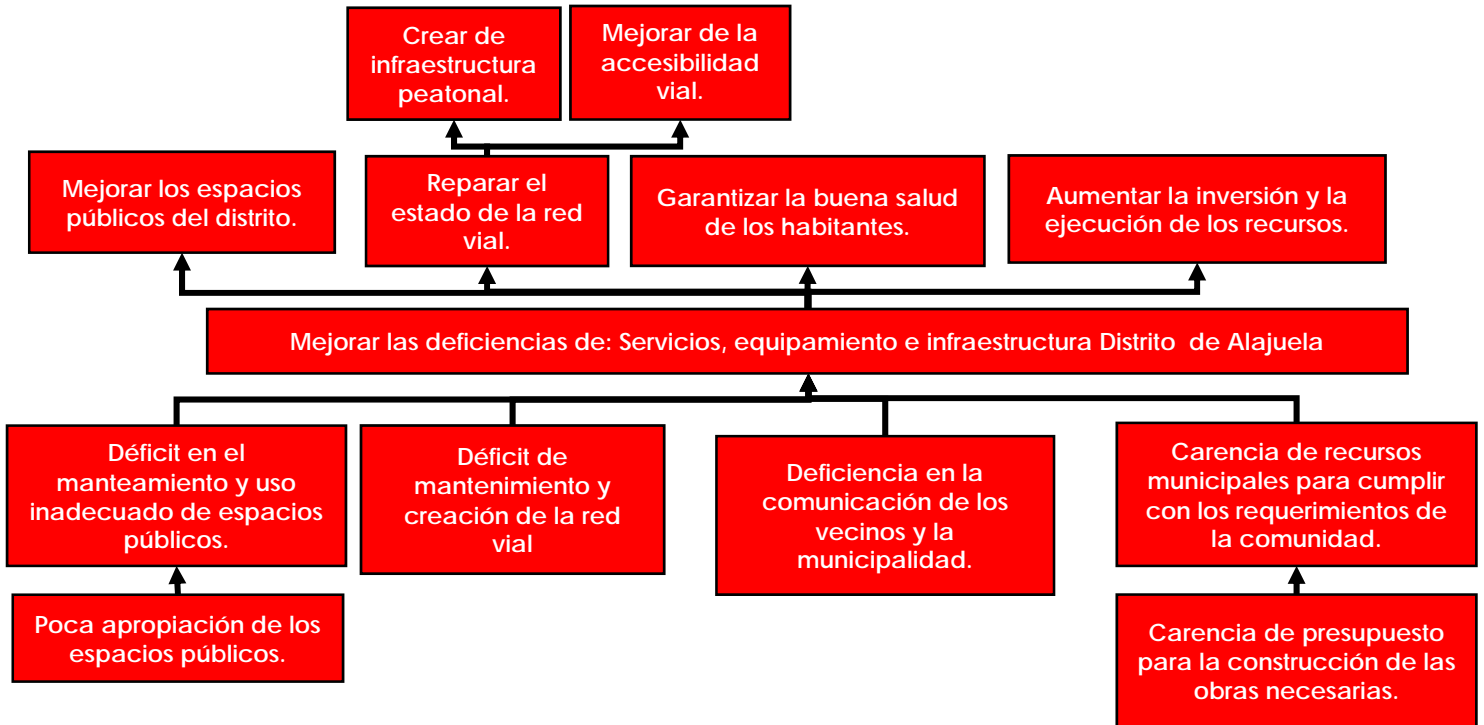 Crear de
infraestructura
peatonal.
Mejorar de la
accesibilidad
vial.
Mejorar los espacios
públicos del distrito.
Reparar el
estado de la red
vial.
Garantizar la buena salud
de los habitantes.
Aumentar la inversión y la
ejecución de los recursos.
Mejorar las deficiencias de: Servicios, equipamiento e infraestructura Distrito de Alajuela
Déficit en el
manteamiento y uso
inadecuado de espacios
públicos.
Déficit de
mantenimiento y
creación de la red
vial
Deficiencia en la
comunicación de los
vecinos y la
municipalidad.
Carencia de recursos
municipales para cumplir
con los requerimientos de
la comunidad.
Poca apropiación de los
espacios públicos.
Carencia de presupuesto
para la construcción de las
obras necesarias.